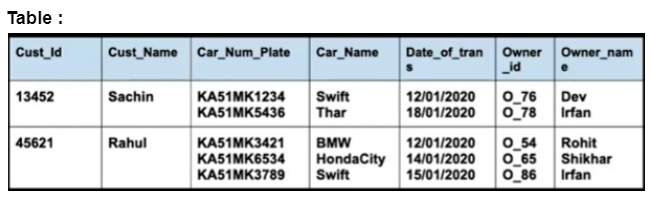 Table :
Cust_Id Cust_Name Car_Num_Plate Car_Name Date_of_tran Owner Owner_nam
s _id e
13452 Sachin KA51MK1234 Swift 12/01/2020 O_76 Dev
KA51MK5436 Thar 18/01/2020 O_78 Irfan
45621 Rahul KA51MK3421 BMW 12/01/2020 O_54 Rohit
KA51MK6534 HondaCity 14/01/2020 O_65 Shikhar
KA51MK3789 Swift 15/01/2020 O_86 Irfan